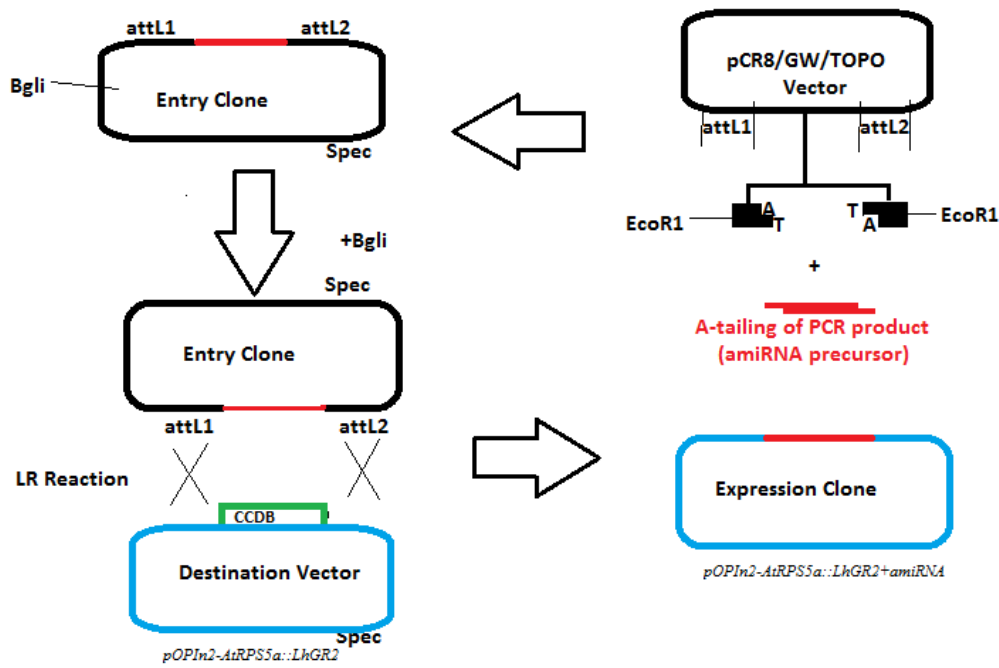 attL1
attL2
Bgli
Entry Clone
Spec
pCR8/GW/TOPO
Vector
attL1
attL2
EcoR1
A
T
T
A
EcoR1
+
A-tailing of PCR product
(amiRNA precursor)
+Bgli
Spec
Entry Clone
attL1
attL2
LR Reaction
CCDB
Destination Vector
Spec
pOPIn2-AtRPS5a::LhGR2
Expression Clone
pOPIn2-AtRPS5a::LhGR2+amiRNA